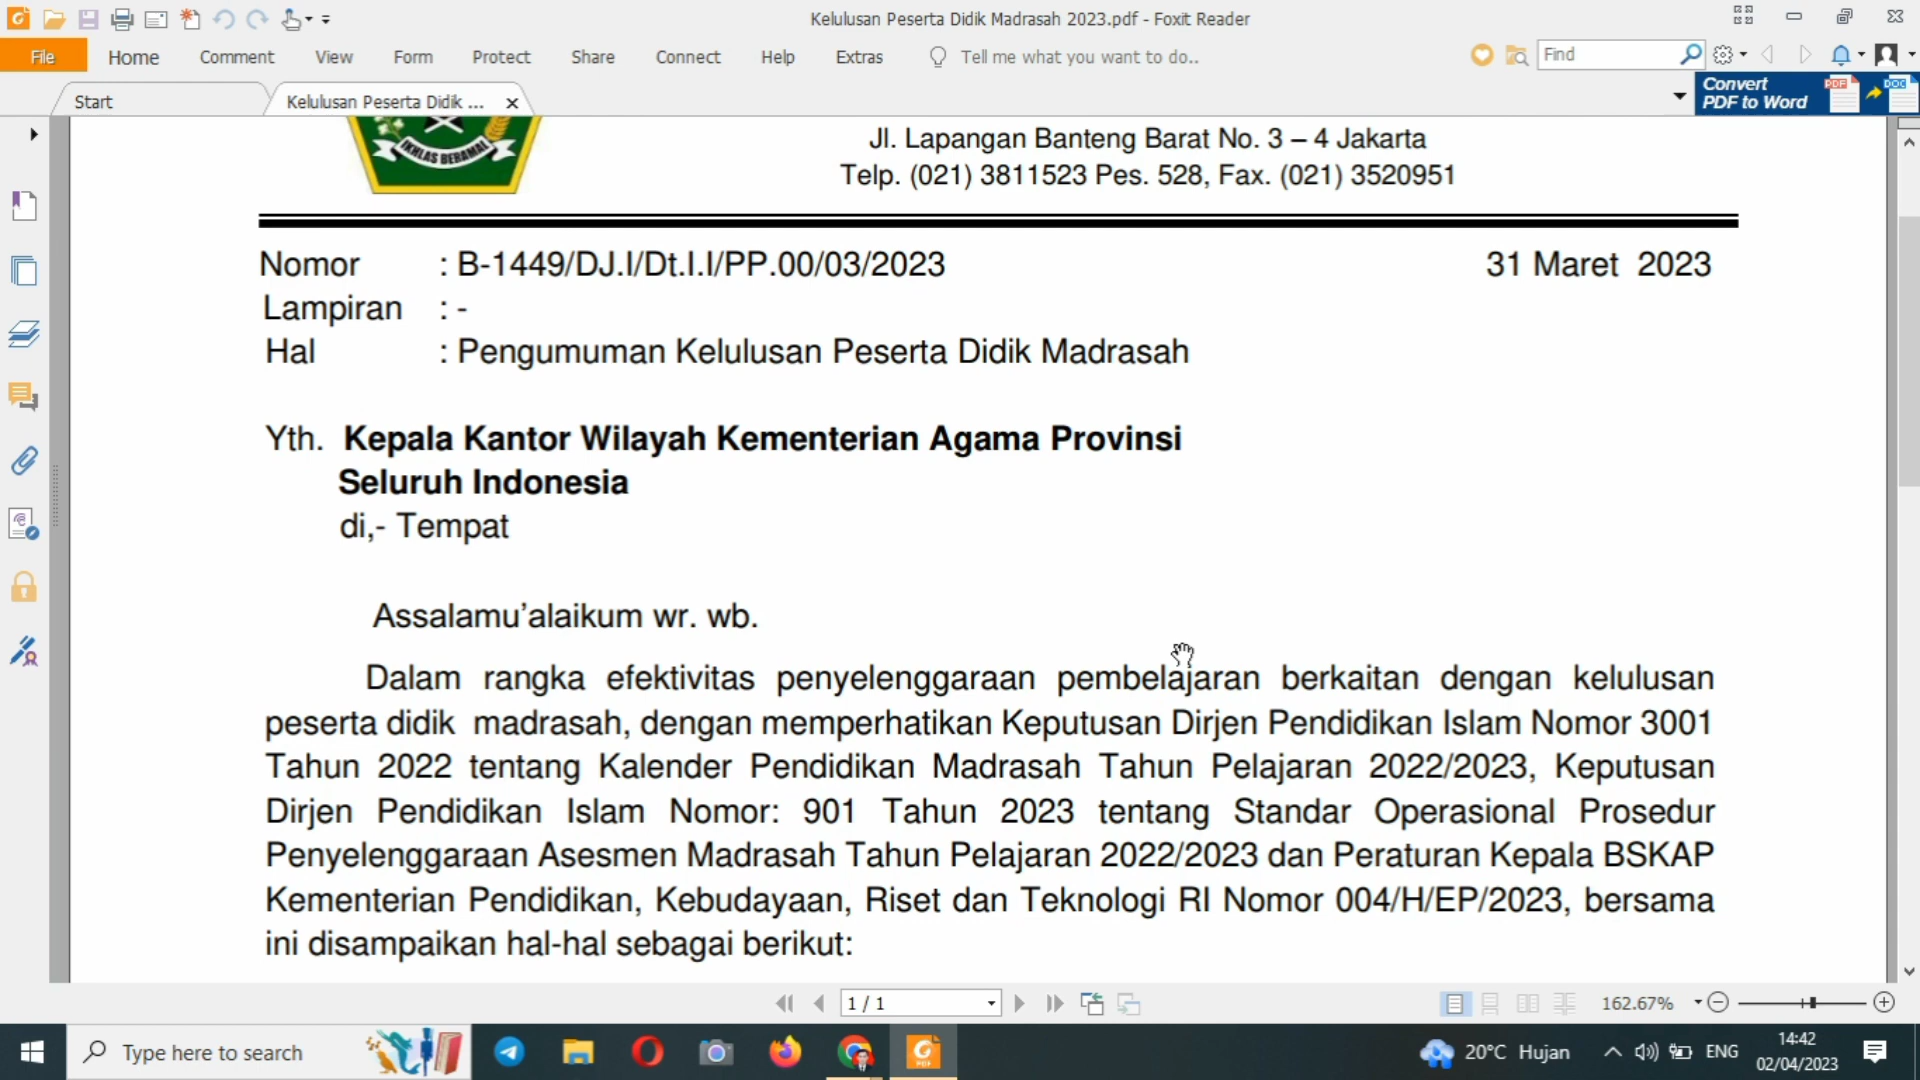 Kelulusan Peserta Didik Madrasah 2023.pdf - Foxit Reader
File Home Comment View Form Protect Share Connect Help Extras Tell me what you want to do.. Find
Start Kelulusan Peserta Didik ... Convert PDF to Word PDF DOC
IKHLAS BERAMAL
Jl. Lapangan Banteng Barat No. 3 – 4 Jakarta
Telp. (021) 3811523 Pes. 528, Fax. (021) 3520951
Nomor : B-1449/DJ.I/Dt.I.I/PP.00/03/2023 31 Maret 2023
Lampiran : -
Hal : Pengumuman Kelulusan Peserta Didik Madrasah
Yth. Kepala Kantor Wilayah Kementerian Agama Provinsi
Seluruh Indonesia
di,- Tempat
Assalamu’alaikum wr. wb.
Dalam rangka efektivitas penyelenggaraan pembelajaran berkaitan dengan kelulusan
peserta didik madrasah, dengan memperhatikan Keputusan Dirjen Pendidikan Islam Nomor 3001
Tahun 2022 tentang Kalender Pendidikan Madrasah Tahun Pelajaran 2022/2023, Keputusan
Dirjen Pendidikan Islam Nomor: 901 Tahun 2023 tentang Standar Operasional Prosedur
Penyelenggaraan Asesmen Madrasah Tahun Pelajaran 2022/2023 dan Peraturan Kepala BSKAP
Kementerian Pendidikan, Kebudayaan, Riset dan Teknologi RI Nomor 004/H/EP/2023, bersama
ini disampaikan hal-hal sebagai berikut:
1 / 1 162.67%
Type here to search 20°C Hujan ENG 14:42
02/04/2023